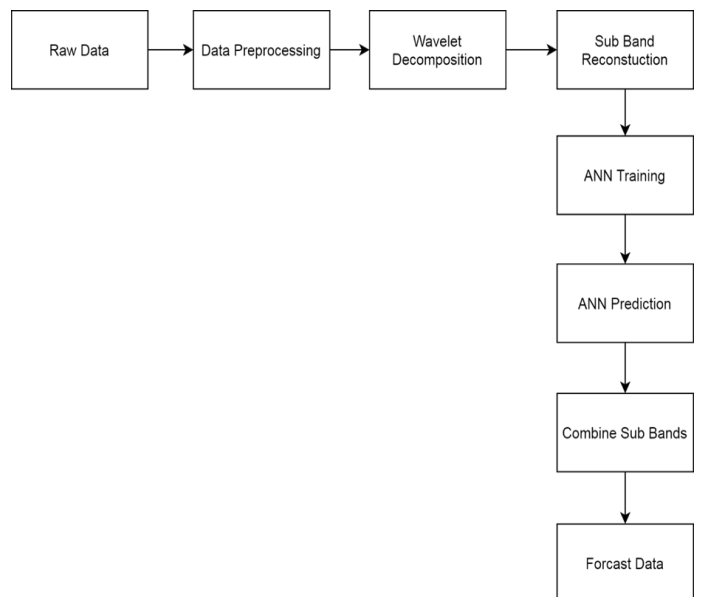 Raw Data
Data Preprocessing
Wavelet
Decomposition
Sub Band
Reconstuction
ANN Training
ANN Prediction
Combine Sub Bands
Forcast Data